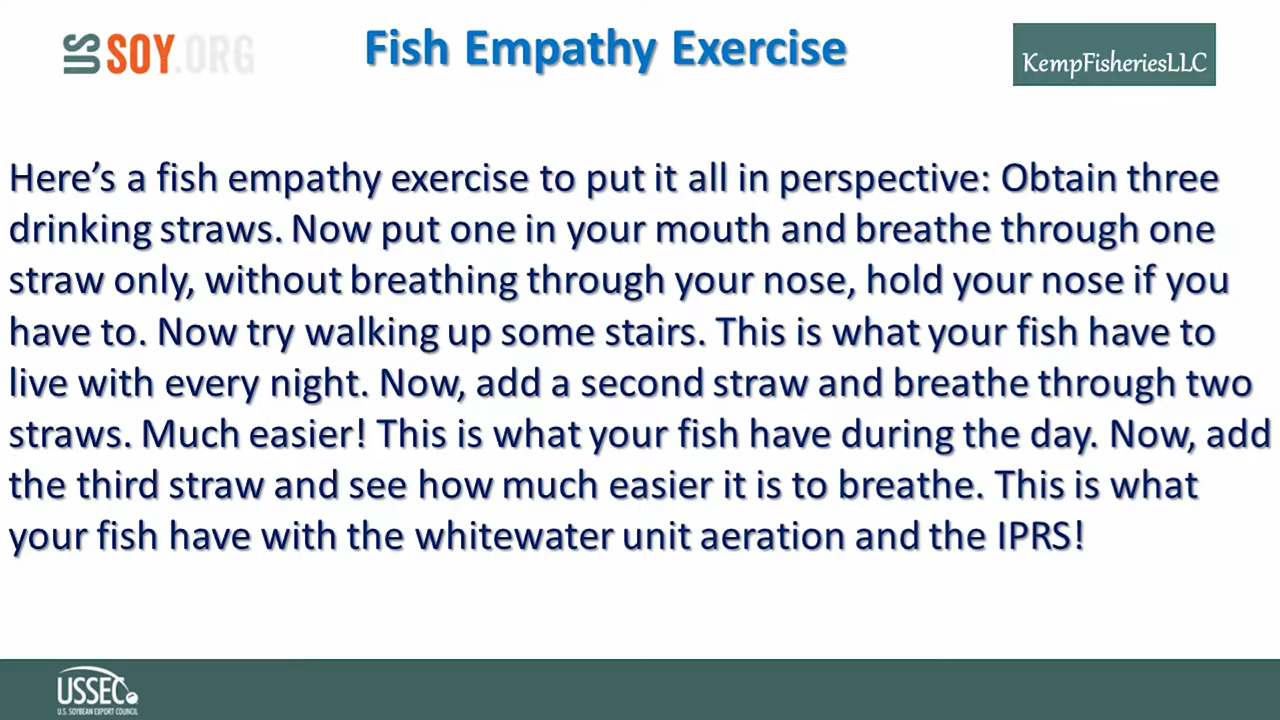 US SOY.ORG
Fish Empathy Exercise
KempFisheriesLLC
Here's a fish empathy exercise to put it all in perspective: Obtain three
drinking straws. Now put one in your mouth and breathe through one
straw only, without breathing through your nose, hold your nose if you
have to. Now try walking up some stairs. This is what your fish have to
live with every night. Now, add a second straw and breathe through two
straws. Much easier! This is what your fish have during the day. Now, add
the third straw and see how much easier it is to breathe. This is what
your fish have with the whitewater unit aeration and the IPRS!
USSEC
U.S. SOYBEAN EXPORT COUNCIL